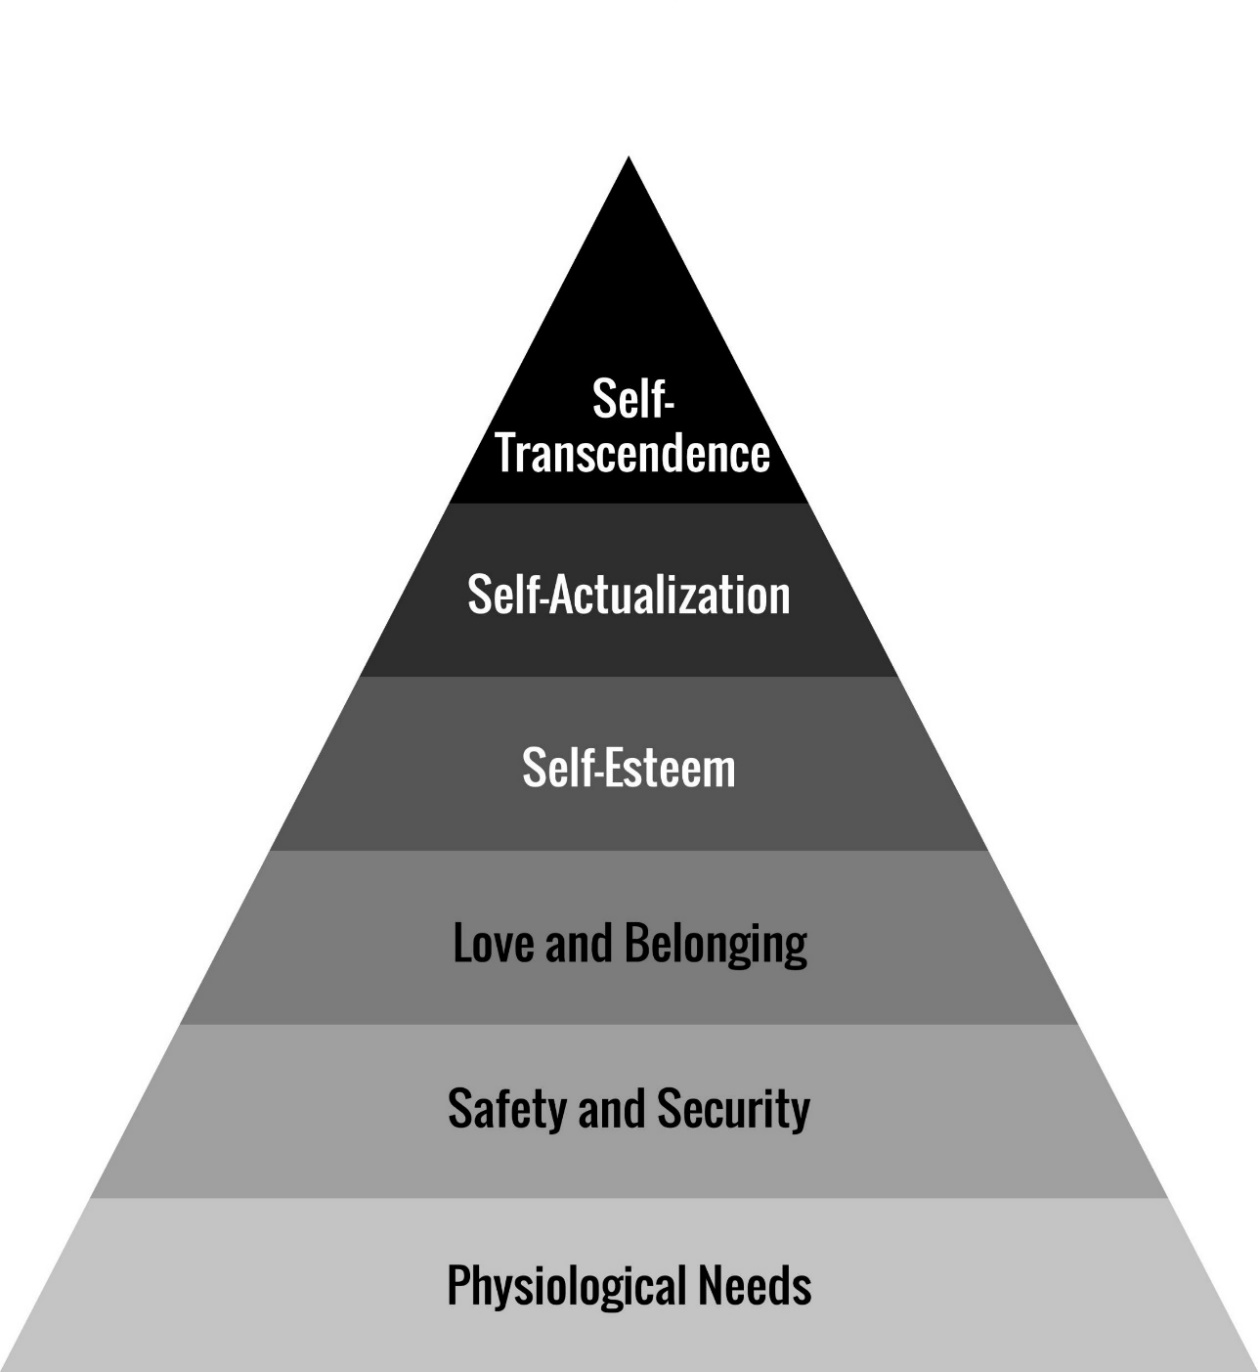 Self-
Transcendence
Self-Actualization
Self-Esteem
Love and Belonging
Safety and Security
Physiological Needs